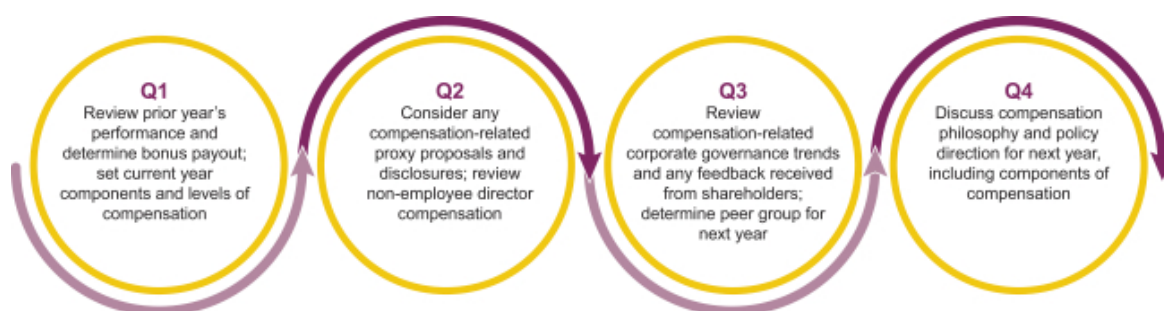 Q1
Review prior year's
performance and
determine bonus payout;
set current year
components and levels of
compensation
Q2
Consider any
compensation-related
proxy proposals and
disclosures; review
non-employee director
compensation
Q3
Review
compensation-related
corporate governance trends
and any feedback received
from shareholders;
determine peer group for
next year
Q4
Discuss compensation
philosophy and policy
direction for next year,
including components of
compensation